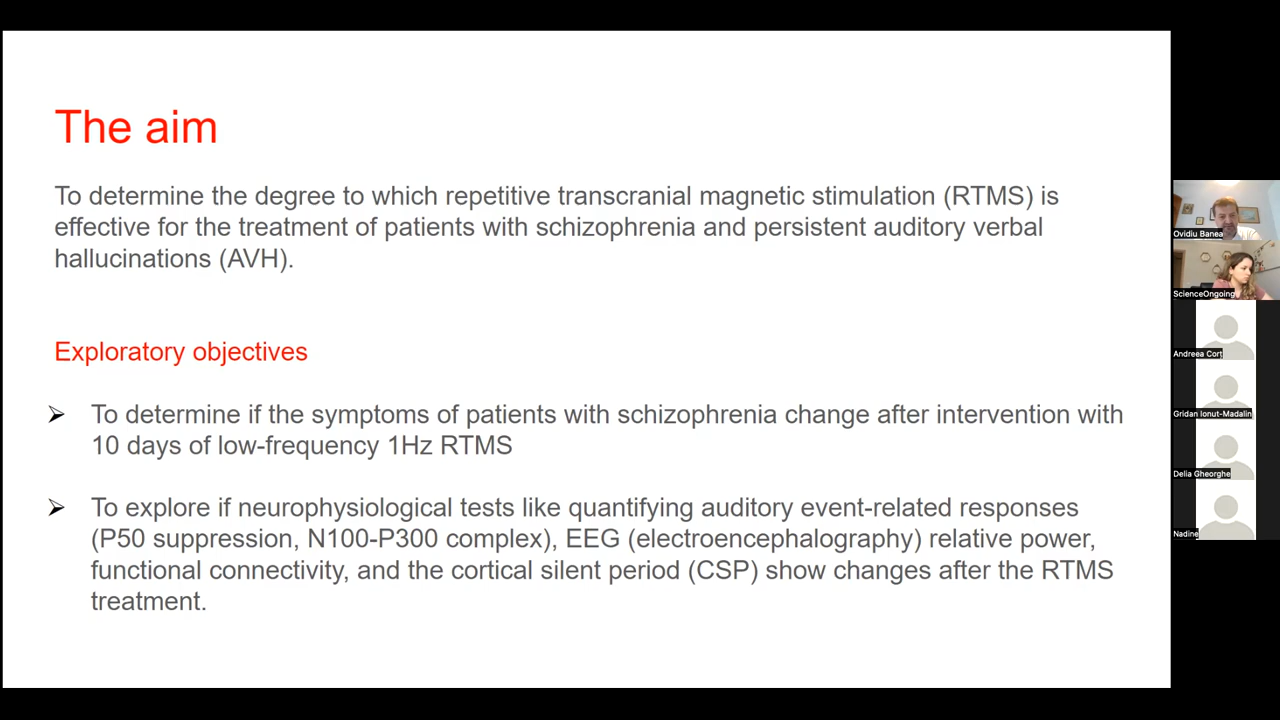 The aim
To determine the degree to which repetitive transcranial magnetic stimulation (RTMS) is
effective for the treatment of patients with schizophrenia and persistent auditory verbal
hallucinations (AVH).
Exploratory objectives
To determine if the symptoms of patients with schizophrenia change after intervention with
10 days of low-frequency 1Hz RTMS
To explore if neurophysiological tests like quantifying auditory event-related responses
(P50 suppression, N100-P300 complex), EEG (electroencephalography) relative power,
functional connectivity, and the cortical silent period (CSP) show changes after the RTMS
treatment.
Ovidiu Banea
ScienceOngoing
Andreea Corț
Gridan Ionut-Madalin
Delia Gheorghe
Nadine